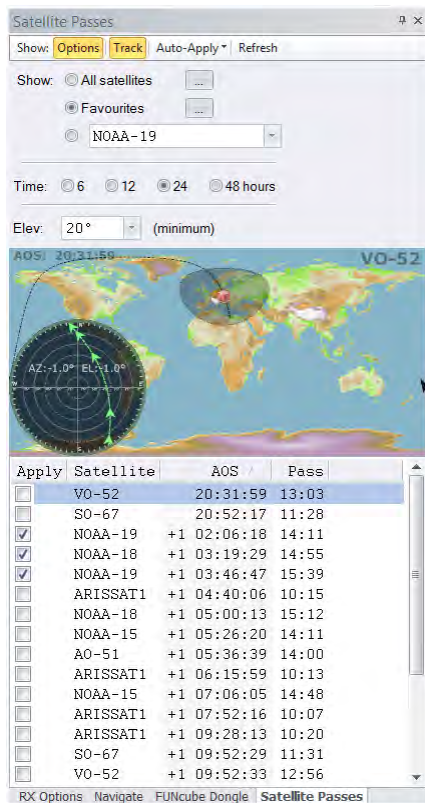 Satellite Passes
Show: Options Track Auto-Apply Refresh
Show: All satellites ...
Favourites ...
NOAA-19
Time: 6 12 24 48 hours
Elev: 20° (minimum)
AOS: 20:31:59 VO-52
AZ:-1.0° EL:-1.0°
Apply Satellite AOS Pass
VO-52 20:31:59 13:03
SO-67 20:52:17 11:28
NOAA-19 +1 02:06:18 14:11
NOAA-18 +1 03:19:29 14:55
NOAA-19 +1 03:46:47 15:39
ARISSAT1 +1 04:40:06 10:15
NOAA-18 +1 05:00:13 15:12
NOAA-15 +1 05:26:20 14:11
AO-51 +1 05:36:39 14:00
ARISSAT1 +1 06:15:59 10:13
NOAA-15 +1 07:06:05 14:48
ARISSAT1 +1 07:52:16 10:07
ARISSAT1 +1 09:28:13 10:20
SO-67 +1 09:52:29 11:31
VO-52 +1 09:52:33 12:56
RX Options Navigate FUNcube Dongle Satellite Passes